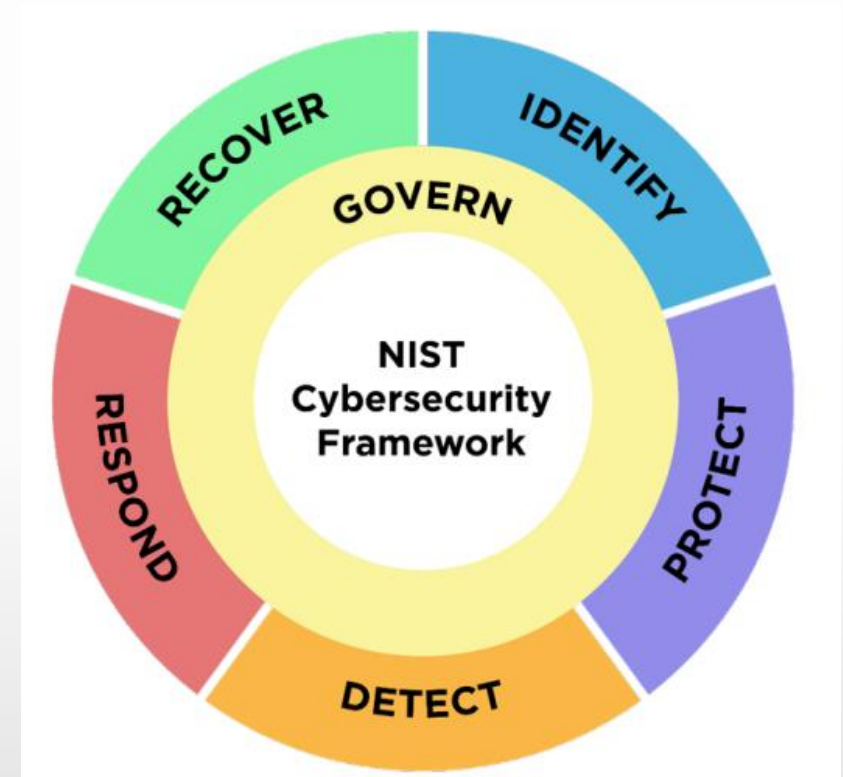 RECOVER
IDENTIFY
GOVERN
NIST
Cybersecurity
Framework
RESPOND
PROTECT
DETECT